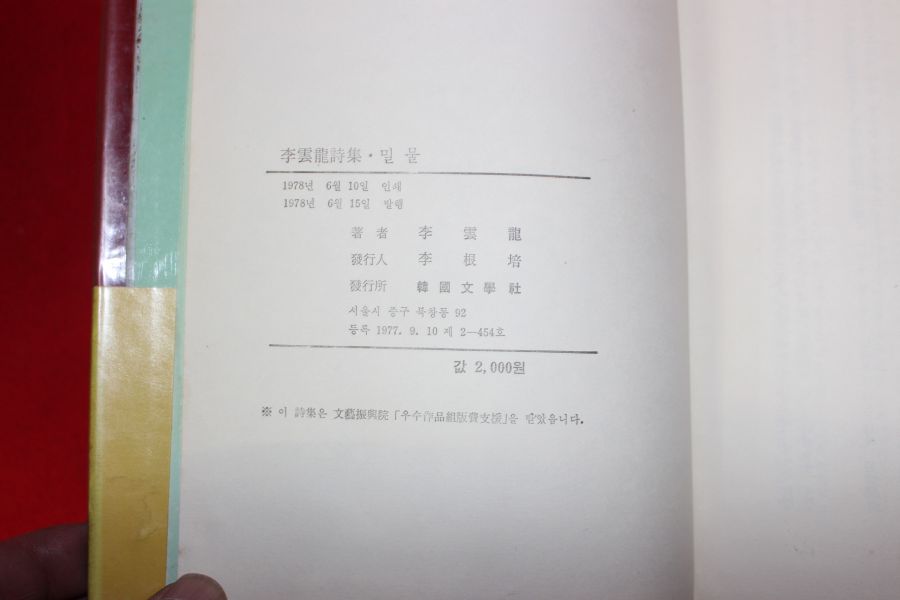 李雲龍詩集·밀물
1978년 6월 10일 인쇄
1978년 6월 15일 발행
著者 李雲龍
發行人 李根培
發行所 韓國文學社
서울시 중구 북창동 92
등록 1977. 9. 10 제 2—454호
값 2,000원
※ 이 詩集은 文藝振興院「우수作品組版費支援」을 받았읍니다.